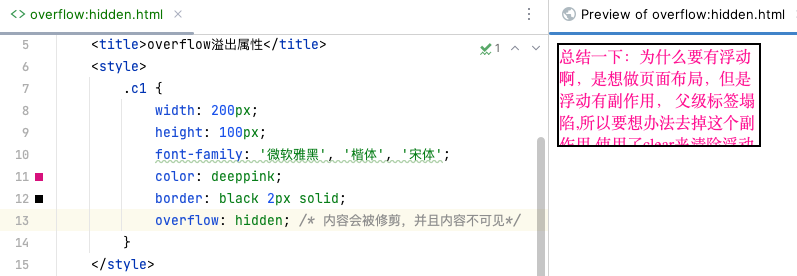 overflow:hidden.html
Preview of overflow:hidden.html
5 <title>overflow溢出属性</title>
6 <style>
7 .c1 {
8 width: 200px;
9 height: 100px;
10 font-family: '微软雅黑', '楷体', '宋体';
11 color: deeppink;
12 border: black 2px solid;
13 overflow: hidden; /* 内容会被修剪，并且内容不可见*/
14 }
15 </style>
1
总结一下：为什么要有浮动
啊，是想做页面布局，但是
浮动有副作用， 父级标签塌
陷,所以要想办法去掉这个副
作用,使用了clear来清除浮动